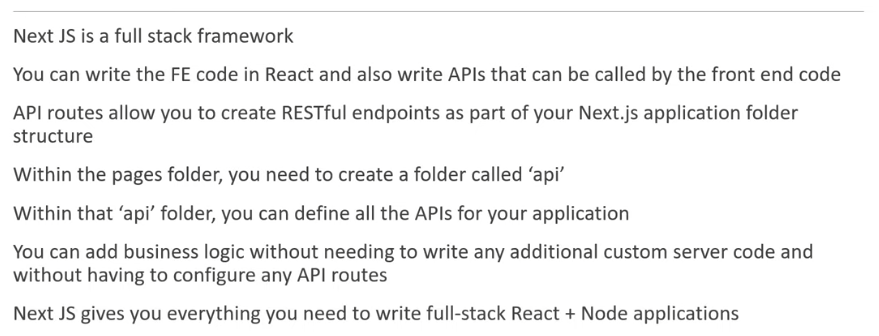 Next JS is a full stack framework
You can write the FE code in React and also write APIs that can be called by the front end code
API routes allow you to create RESTful endpoints as part of your Next.js application folder
structure
Within the pages folder, you need to create a folder called ‘api’
Within that ‘api’ folder, you can define all the APIs for your application
You can add business logic without needing to write any additional custom server code and
without having to configure any API routes
Next JS gives you everything you need to write full-stack React + Node applications